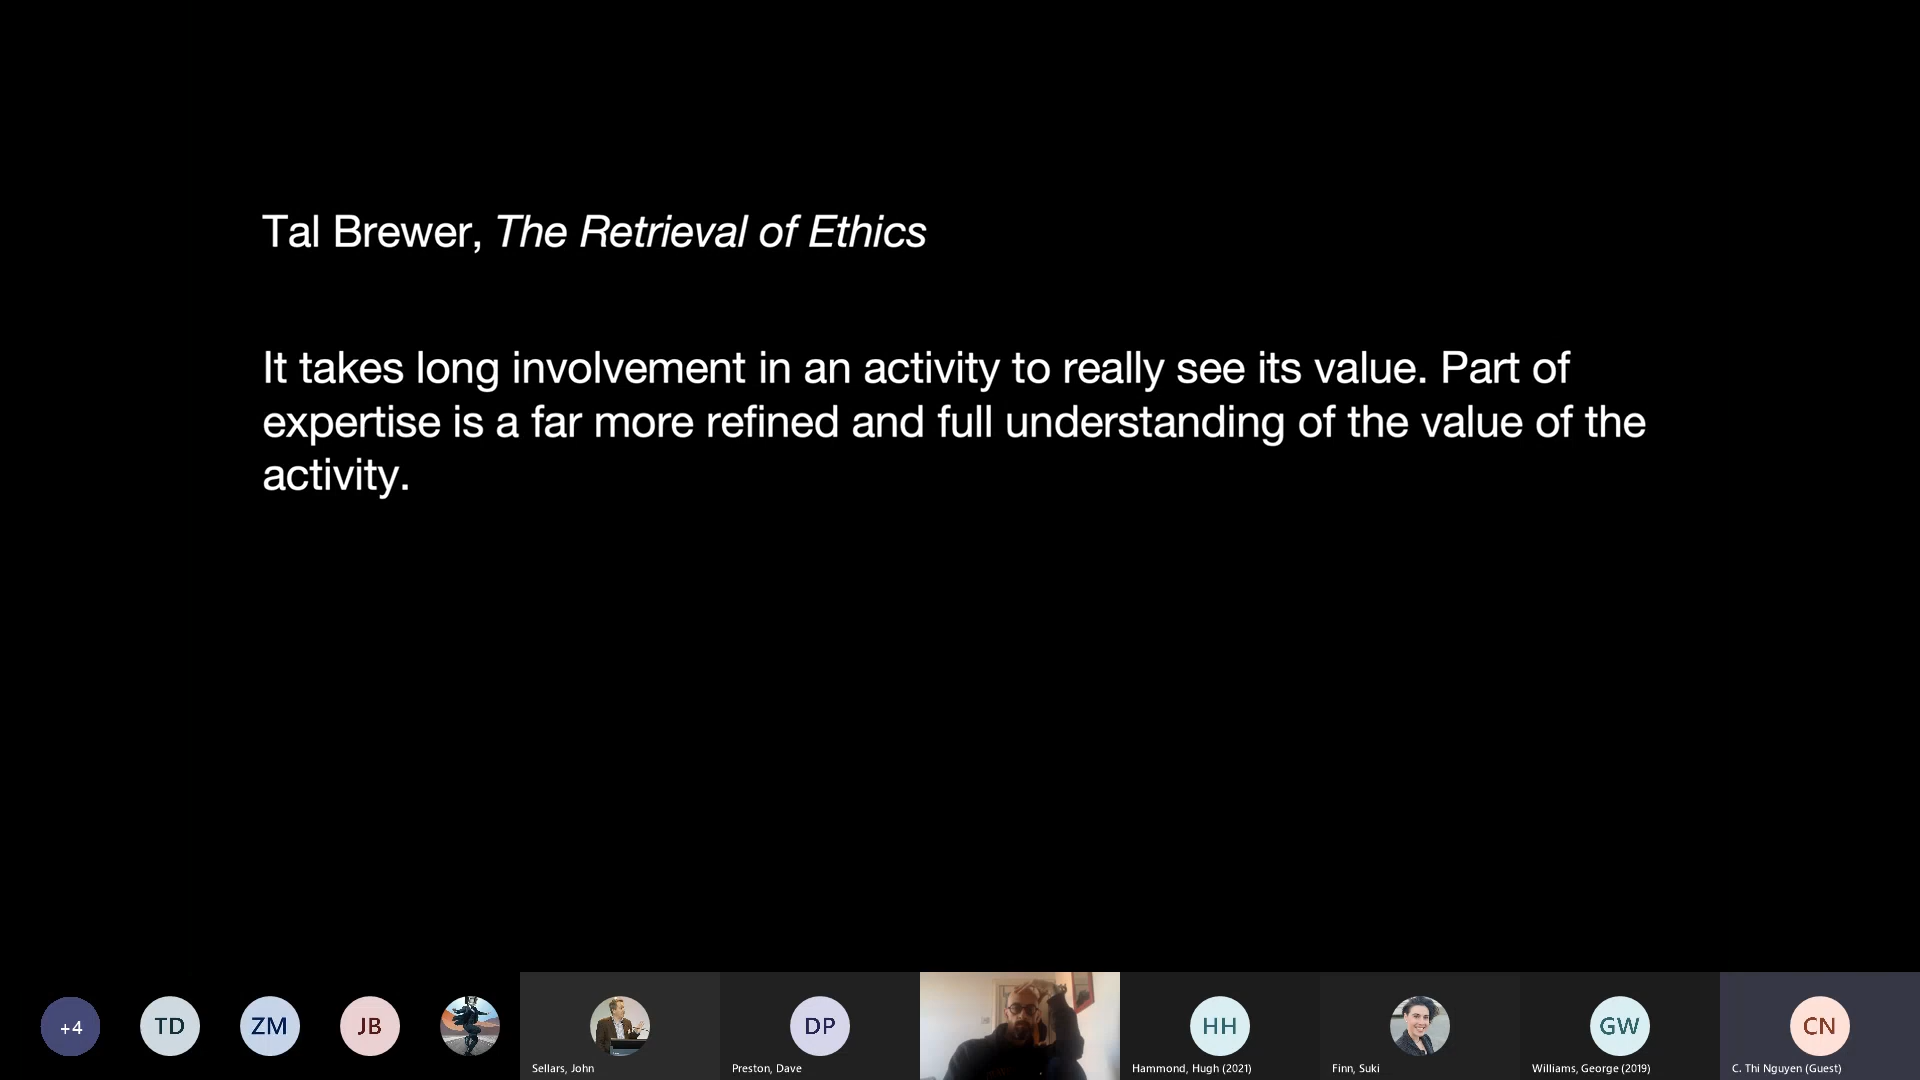 Tal Brewer, The Retrieval of Ethics
It takes long involvement in an activity to really see its value. Part of
expertise is a far more refined and full understanding of the value of the
activity.
+4
TD
ZM
JB
DP
HH
GW
CN
Sellars, John
Preston, Dave
Hammond, Hugh (2021)
Finn, Suki
Williams, George (2019)
C. Thi Nguyen (Guest)